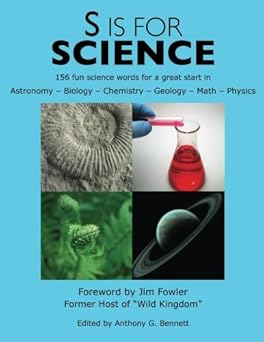 S IS FOR
SCIENCE
156 fun science words for a great start in
Astronomy – Biology – Chemistry – Geology – Math – Physics
Foreword by Jim Fowler
Former Host of "Wild Kingdom"
Edited by Anthony G. Bennett